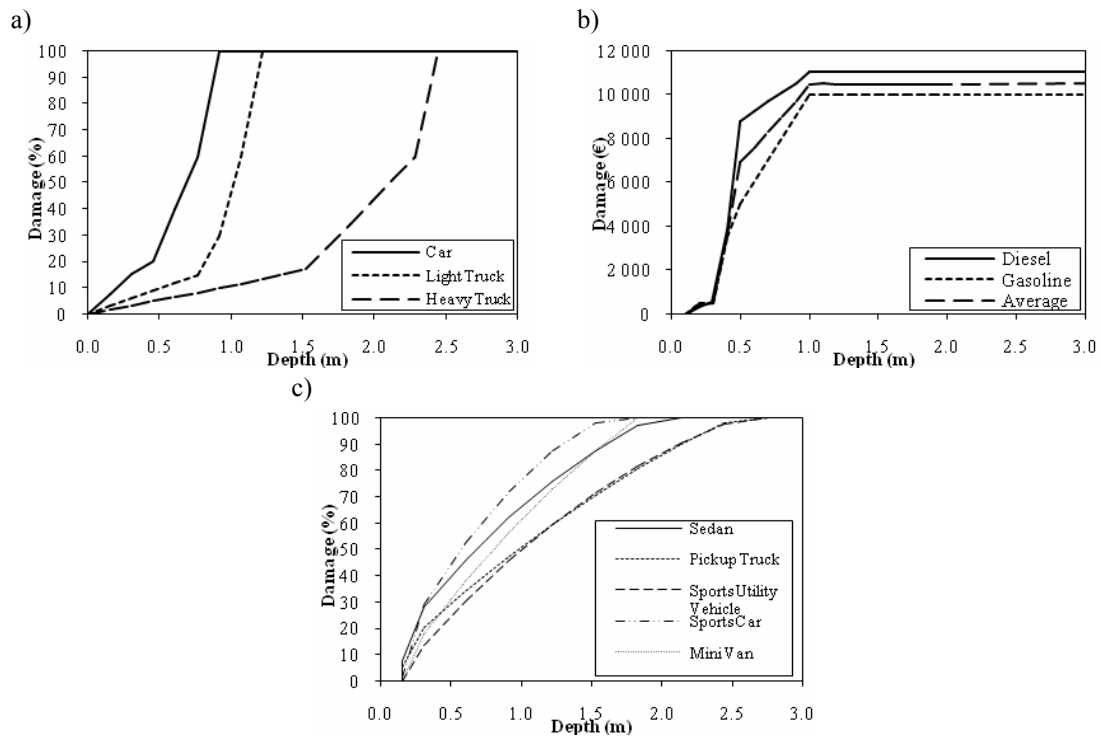 a)
Damage (%)
100
90
80
70
60
50
40
30
20
10
0
0.0 0.5 1.0 1.5 2.0 2.5 3.0
Depth (m)
Car
Light Truck
Heavy Truck
b)
Damage (€)
12 000
10 000
8 000
6 000
4 000
2 000
0
0.0 0.5 1.0 1.5 2.0 2.5 3.0
Depth (m)
Diesel
Gasoline
Average
c)
Damage (%)
100
90
80
70
60
50
40
30
20
10
0
0.0 0.5 1.0 1.5 2.0 2.5 3.0
Depth (m)
Sedan
Pickup Truck
Sports Utility
Vehicle
Sports Car
Mini Van